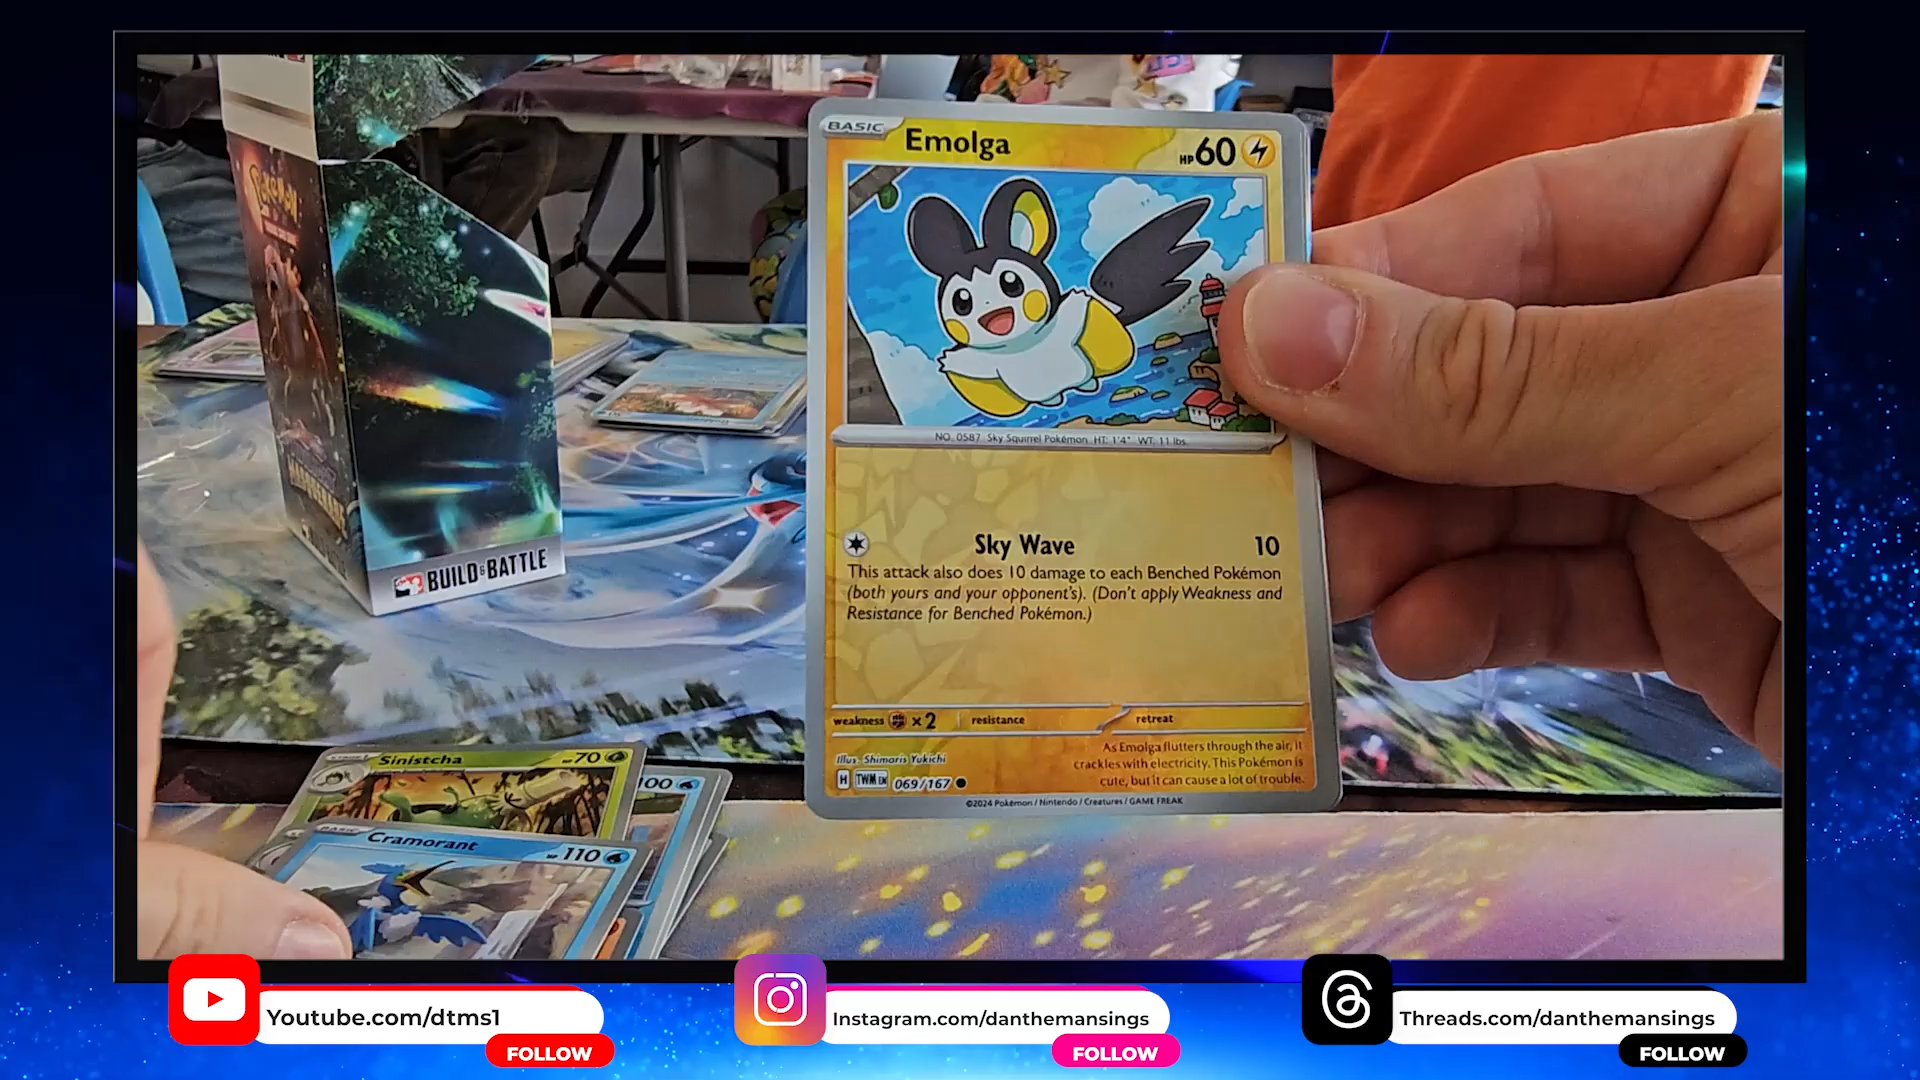 BASIC
Emolga
HP 60
NO. 0587 Sky Squirrel Pokémon HT: 1'4" WT: 11 lbs.
Sky Wave 10
This attack also does 10 damage to each Benched Pokémon
(both yours and your opponent's). (Don't apply Weakness and
Resistance for Benched Pokémon.)
weakness ×2 resistance retreat
Illus. Shimaris Yukichi
As Emolga flutters through the air, it
crackles with electricity. This Pokémon is
cute, but it can cause a lot of trouble.
H TWM EN 069/167
©2024 Pokémon / Nintendo / Creatures / GAME FREAK
POKÉMON
BUILD & BATTLE
Sinistcha
70
100
BASIC
Cramorant
HP 110
Youtube.com/dtms1
FOLLOW
Instagram.com/danthemansings
FOLLOW
Threads.com/danthemansings
FOLLOW